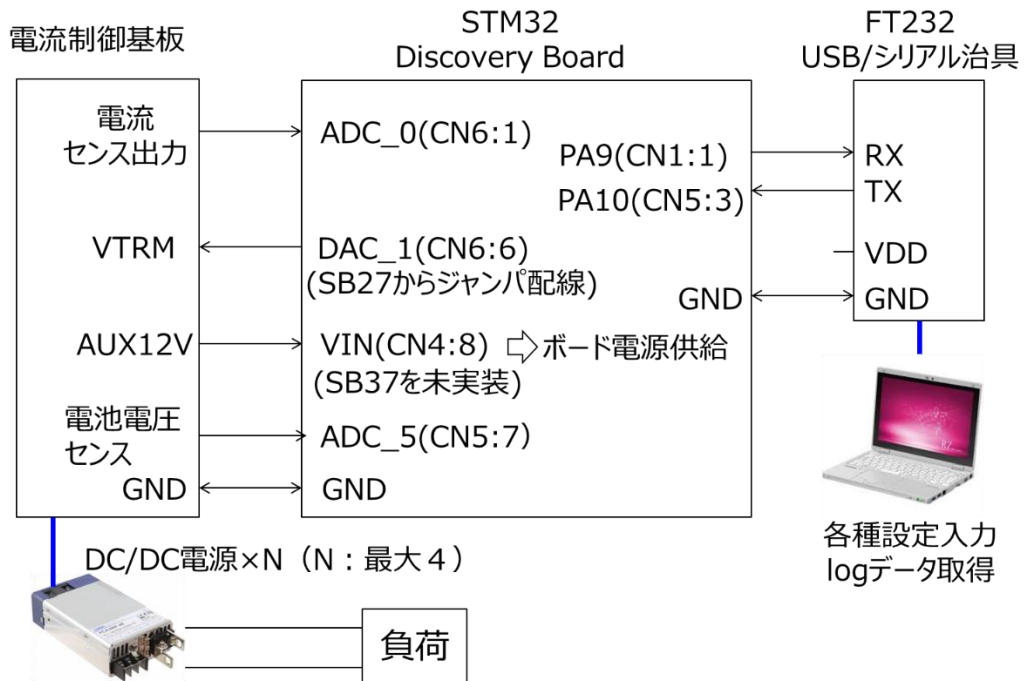 電流制御基板
STM32
Discovery Board
FT232
USB/シリアル治具
電流
センス出力
VTRM
AUX12V
電池電圧
センス
GND
ADC_0(CN6:1)
DAC_1(CN6:6)
(SB27からジャンパ配線)
VIN(CN4:8) ⇨ボード電源供給
(SB37を未実装)
ADC_5(CN5:7)
GND
PA9(CN1:1)
PA10(CN5:3)
GND
RX
TX
VDD
GND
各種設定入力
logデータ取得
DC/DC電源×N（N：最大４）
負荷